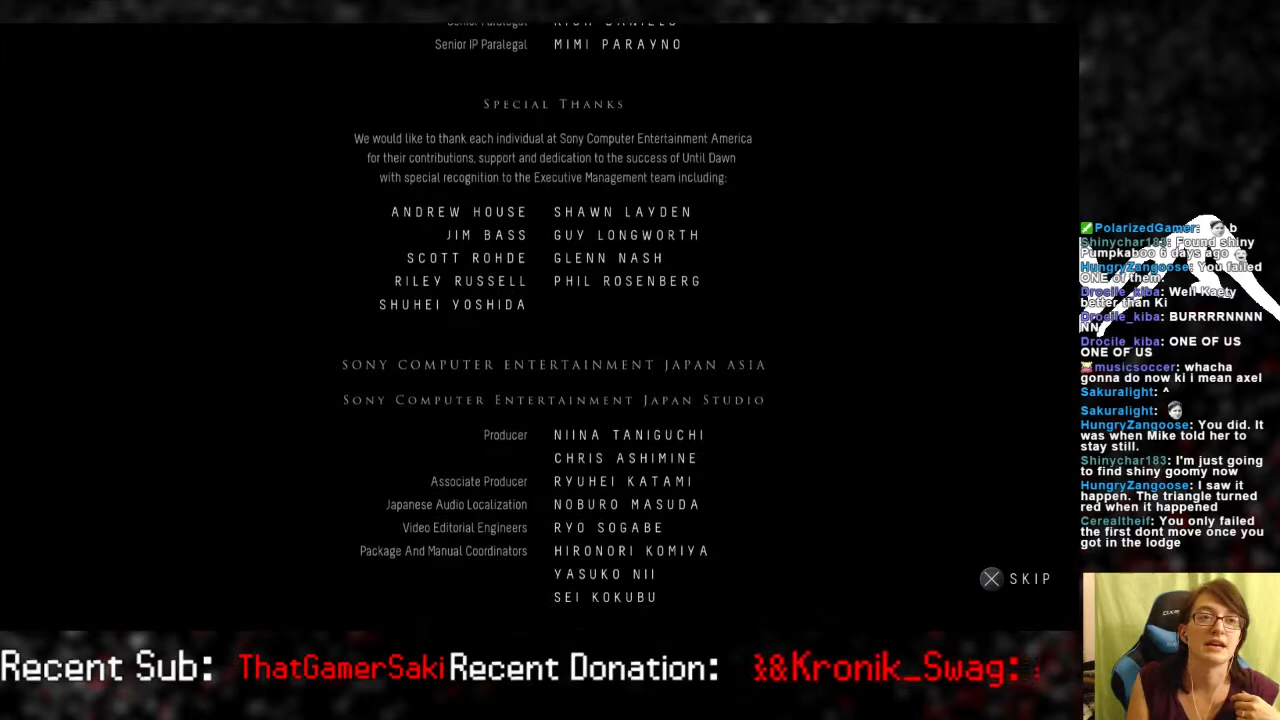 Senior IP Paralegal MIMI PARAYNO
SPECIAL THANKS
We would like to thank each individual at Sony Computer Entertainment America
for their contributions, support and dedication to the success of Until Dawn
with special recognition to the Executive Management team including:
ANDREW HOUSE SHAWN LAYDEN
JIM BASS GUY LONGWORTH
SCOTT ROHDE GLENN NASH
RILEY RUSSELL PHIL ROSENBERG
SHUHEI YOSHIDA
SONY COMPUTER ENTERTAINMENT JAPAN ASIA
SONY COMPUTER ENTERTAINMENT JAPAN STUDIO
Producer NIINA TANIGUCHI
CHRIS ASHIMINE
Associate Producer RYUHEI KATAMI
Japanese Audio Localization NOBURO MASUDA
Video Editorial Engineers RYO SOGABE
Package And Manual Coordinators HIRONORI KOMIYA
YASUKO NII
SEI KOKUBU
SKIP
PolarizedGamer: b
Shinychar183: Found shiny
Pumpkaboo 6 days ago
HungryZangoose: You failed
ONE of them.
Drocile_kiba: Well Kaety
better than Ki
Drocile_kiba: BURRRRNNNN
NN
Drocile_kiba: ONE OF US
ONE OF US
musicsoccer: whacha
gonna do now ki i mean axel
Sakuralight: ^
Sakuralight:
HungryZangoose: You did. It
was when Mike told her to
stay still.
Shinychar183: I'm just going
to find shiny goomy now
HungryZangoose: I saw it
happen. The triangle turned
red when it happened
Cerealtheif: You only failed
the first dont move once you
got in the lodge
Recent Sub: ThatGamerSaki Recent Donation: }&Kronik_Swag: